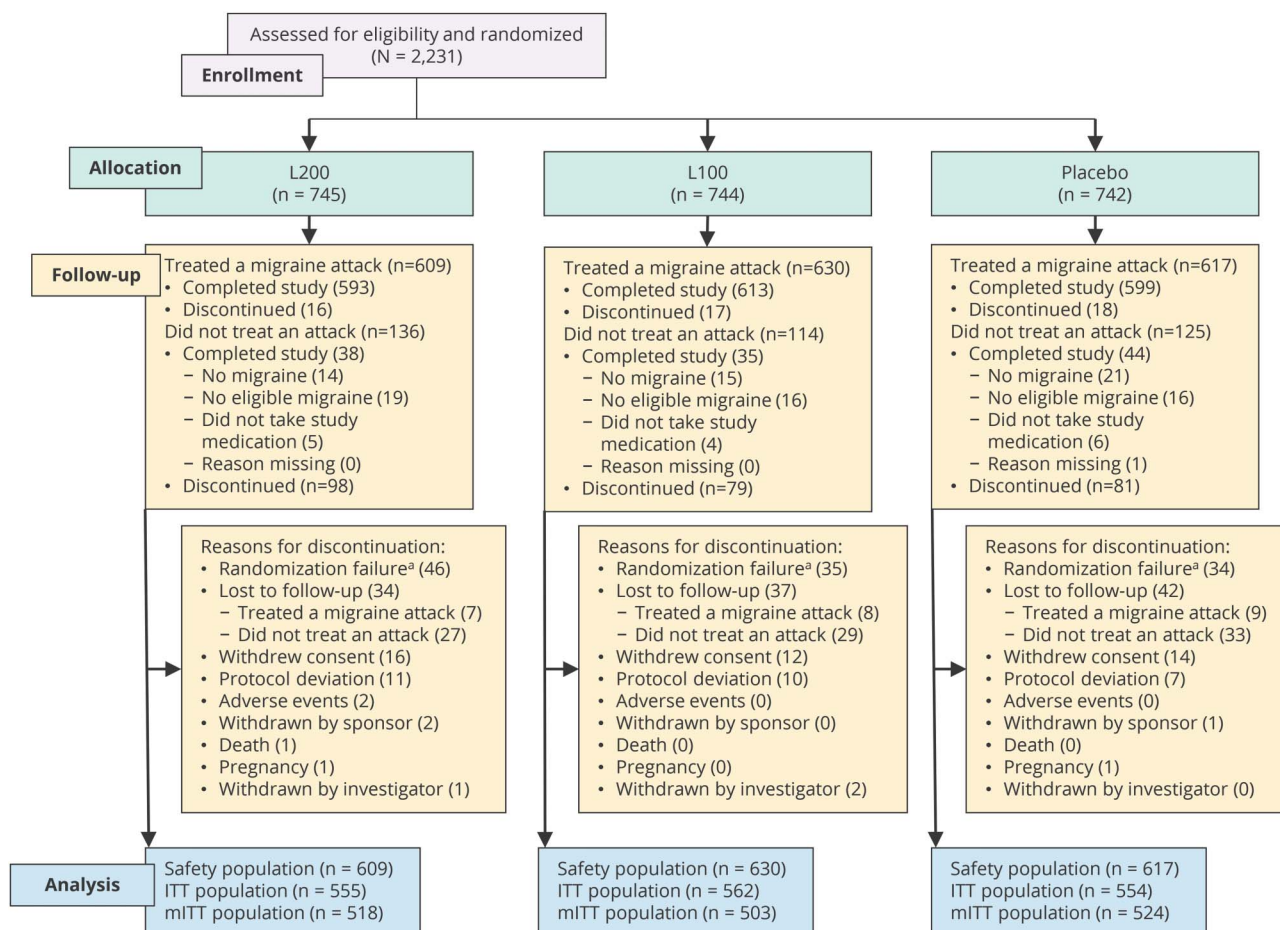 Assessed for eligibility and randomized
(N = 2,231)
Enrollment
Allocation
L200
(n = 745)
L100
(n = 744)
Placebo
(n = 742)
Follow-up
Treated a migraine attack (n=609)
• Completed study (593)
• Discontinued (16)
Did not treat an attack (n=136)
• Completed study (38)
− No migraine (14)
− No eligible migraine (19)
− Did not take study
medication (5)
− Reason missing (0)
• Discontinued (n=98)
Treated a migraine attack (n=630)
• Completed study (613)
• Discontinued (17)
Did not treat an attack (n=114)
• Completed study (35)
− No migraine (15)
− No eligible migraine (16)
− Did not take study
medication (4)
− Reason missing (0)
• Discontinued (n=79)
Treated a migraine attack (n=617)
• Completed study (599)
• Discontinued (18)
Did not treat an attack (n=125)
• Completed study (44)
− No migraine (21)
− No eligible migraine (16)
− Did not take study
medication (6)
− Reason missing (1)
• Discontinued (n=81)
Reasons for discontinuation:
• Randomization failureᵃ (46)
• Lost to follow-up (34)
− Treated a migraine attack (7)
− Did not treat an attack (27)
• Withdrew consent (16)
• Protocol deviation (11)
• Adverse events (2)
• Withdrawn by sponsor (2)
• Death (1)
• Pregnancy (1)
• Withdrawn by investigator (1)
Reasons for discontinuation:
• Randomization failureᵃ (35)
• Lost to follow-up (37)
− Treated a migraine attack (8)
− Did not treat an attack (29)
• Withdrew consent (12)
• Protocol deviation (10)
• Adverse events (0)
• Withdrawn by sponsor (0)
• Death (0)
• Pregnancy (0)
• Withdrawn by investigator (2)
Reasons for discontinuation:
• Randomization failureᵃ (34)
• Lost to follow-up (42)
− Treated a migraine attack (9)
− Did not treat an attack (33)
• Withdrew consent (14)
• Protocol deviation (7)
• Adverse events (0)
• Withdrawn by sponsor (1)
• Death (0)
• Pregnancy (1)
• Withdrawn by investigator (0)
Analysis
Safety population (n = 609)
ITT population (n = 555)
mITT population (n = 518)
Safety population (n = 630)
ITT population (n = 562)
mITT population (n = 503)
Safety population (n = 617)
ITT population (n = 554)
mITT population (n = 524)